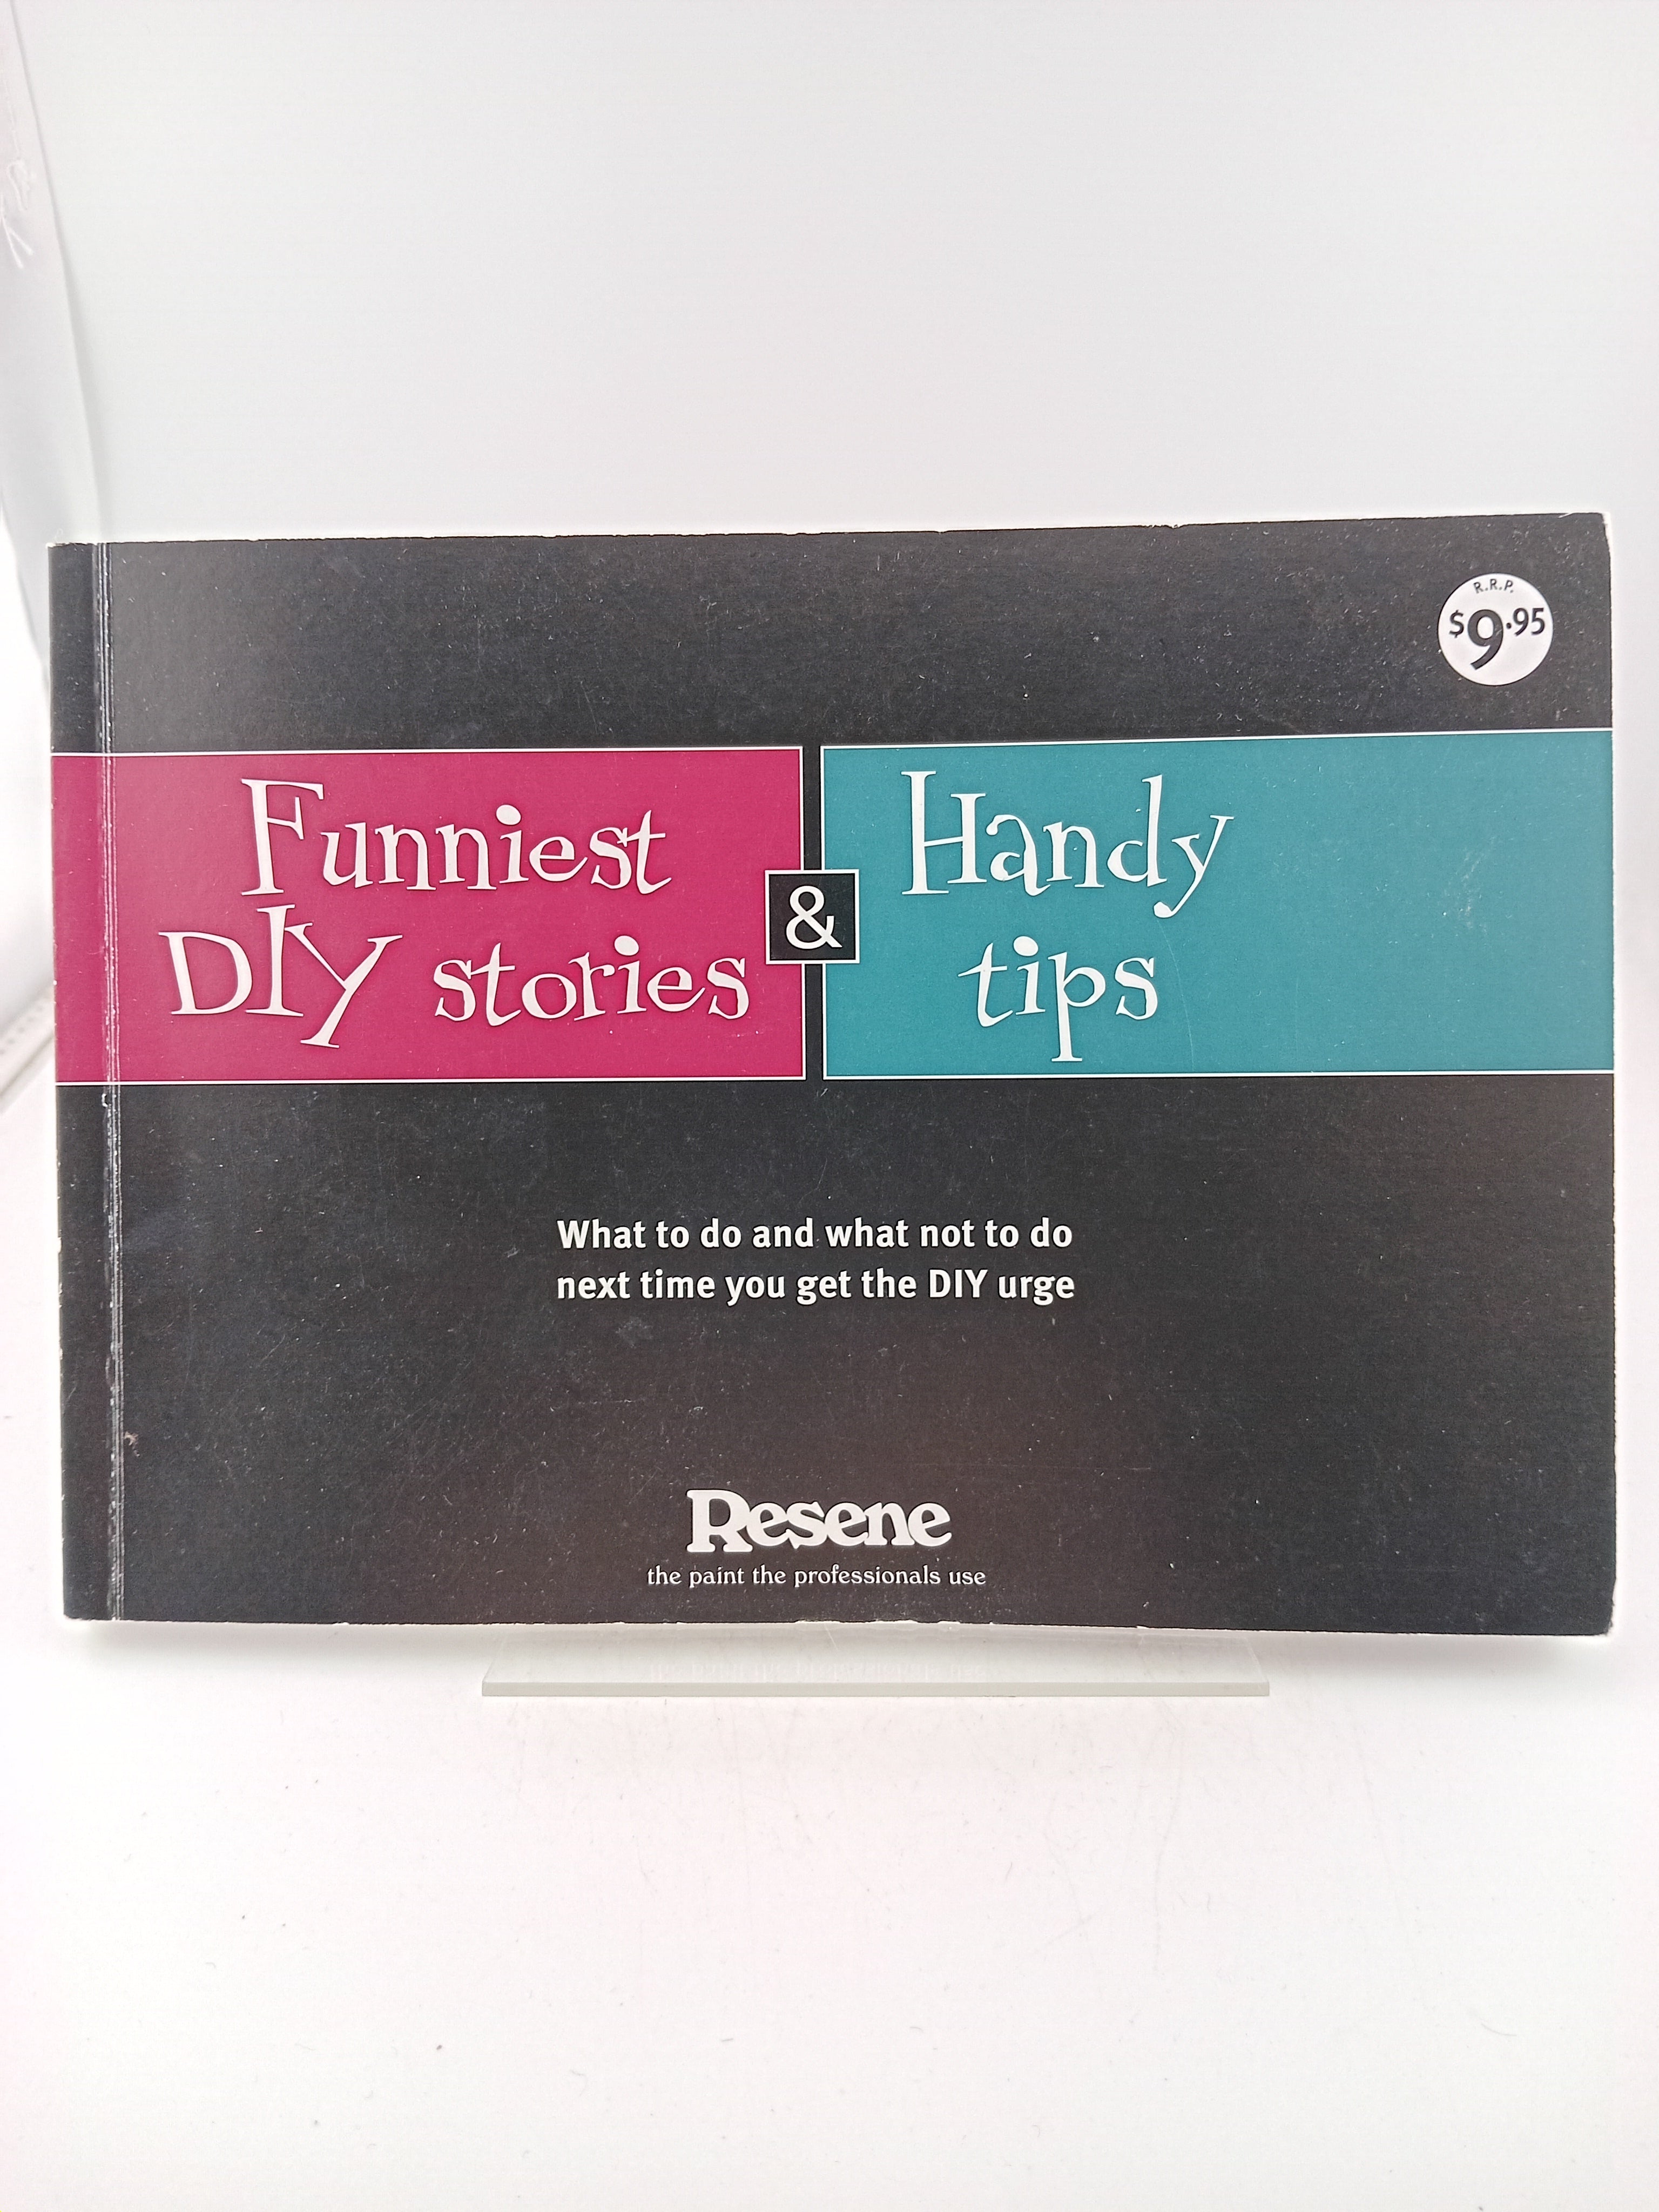 R.R.P.
$9.95
Funniest
DIY stories
&
Handy
tips
What to do and what not to do
next time you get the DIY urge
Resene
the paint the professionals use